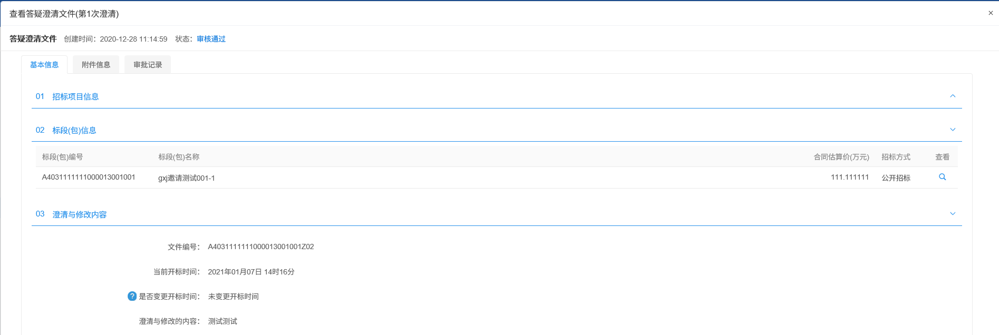 查看答疑澄清文件(第1次澄清)
×
答疑澄清文件 创建时间：2020-12-28 11:14:59 状态：审核通过
基本信息 附件信息 审批记录
01 招标项目信息
02 标段(包)信息
标段(包)编号 标段(包)名称 合同估算价(万元) 招标方式 查看
A4031111111000013001001 gxj邀请测试001-1 111.111111 公开招标
03 澄清与修改内容
文件编号： A4031111111000013001001Z02
当前开标时间： 2021年01月07日 14时16分
? 是否变更开标时间： 未变更开标时间
澄清与修改的内容： 测试测试